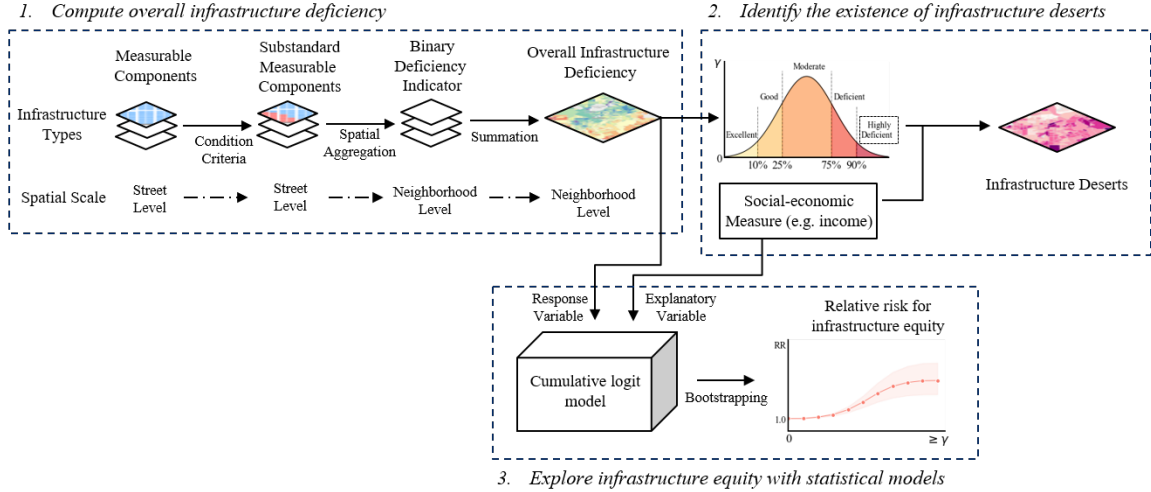 1. Compute overall infrastructure deficiency
Measurable
Components
Substandard
Measurable
Components
Binary
Deficiency
Indicator
Overall Infrastructure
Deficiency
Infrastructure
Types
Condition
Criteria
Spatial
Aggregation
Summation
Spatial Scale
Street
Level
Street
Level
Neighborhood
Level
Neighborhood
Level
2. Identify the existence of infrastructure deserts
γ
Moderate
Good
Deficient
Excellent
Highly
Deficient
0
10% 25% 75% 90%
Infrastructure Deserts
Social-economic
Measure (e.g. income)
Response
Variable
Explanatory
Variable
Cumulative logit
model
Bootstrapping
Relative risk for
infrastructure equity
RR
1.0
0
≥ γ
3. Explore infrastructure equity with statistical models